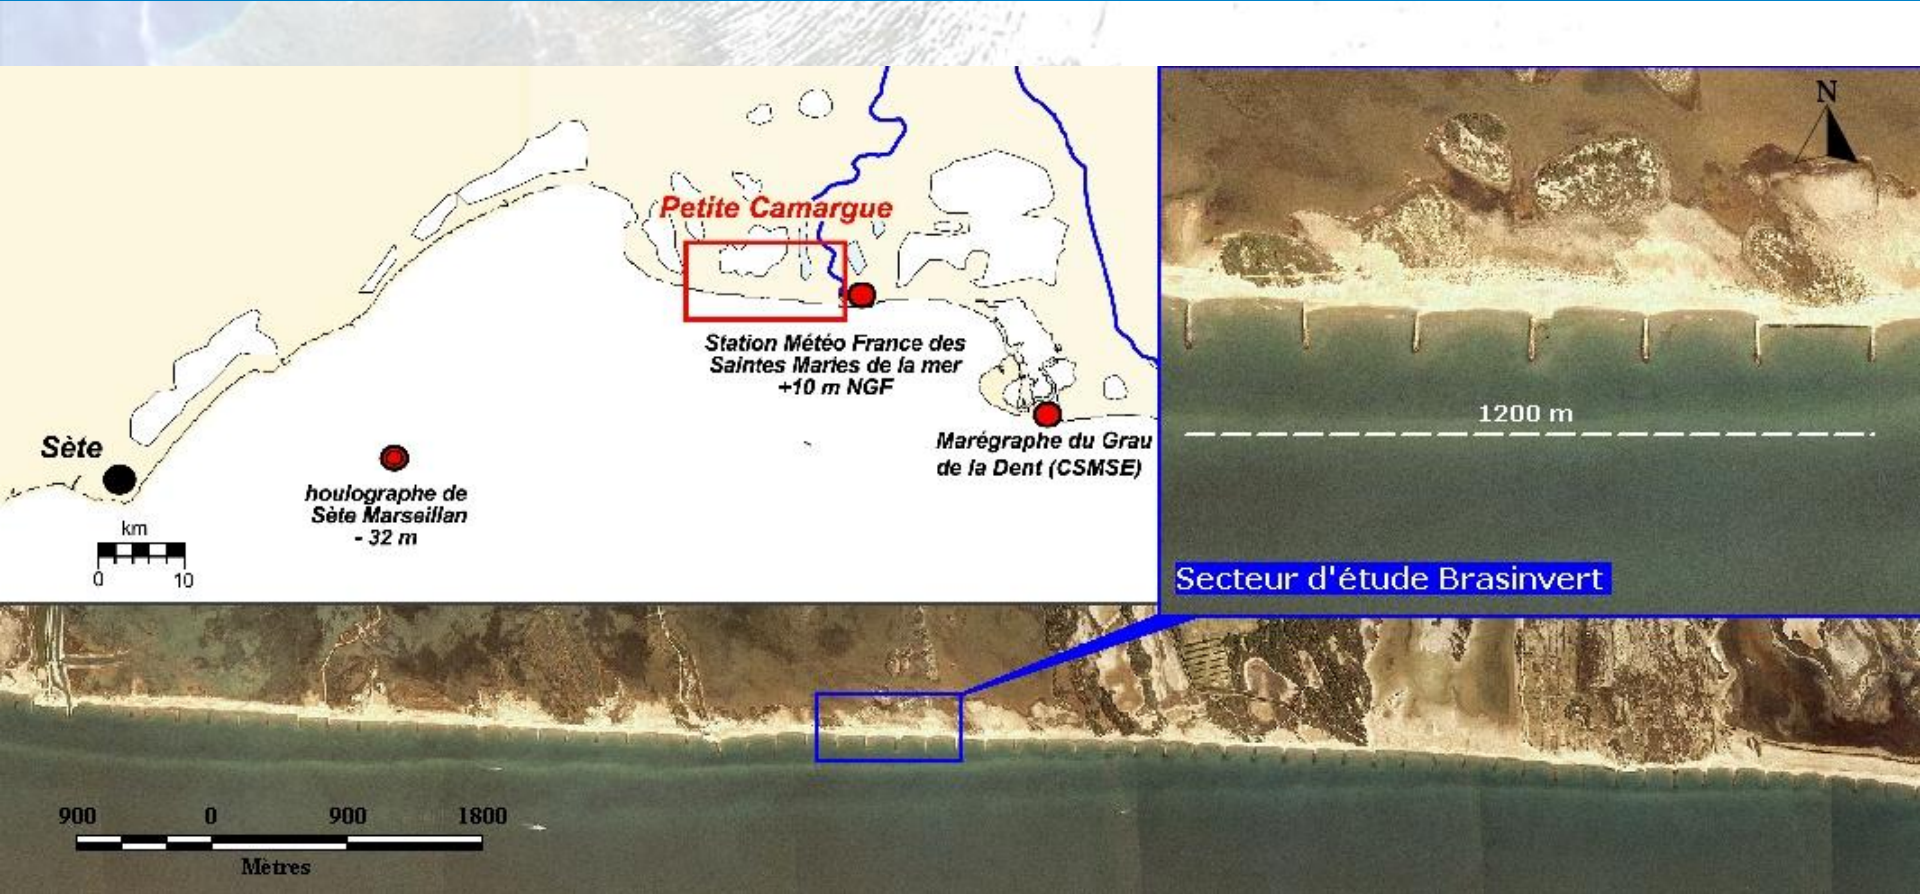 Petite Camargue
Station Météo France des
Saintes Maries de la mer
+10 m NGF
Marégraphe du Grau
de la Dent (CSMSE)
Sète
houlographe de
Sète Marseillan
- 32 m
km
0 10
N
1200 m
Secteur d'étude Brasinvert
900 0 900 1800
Mètres